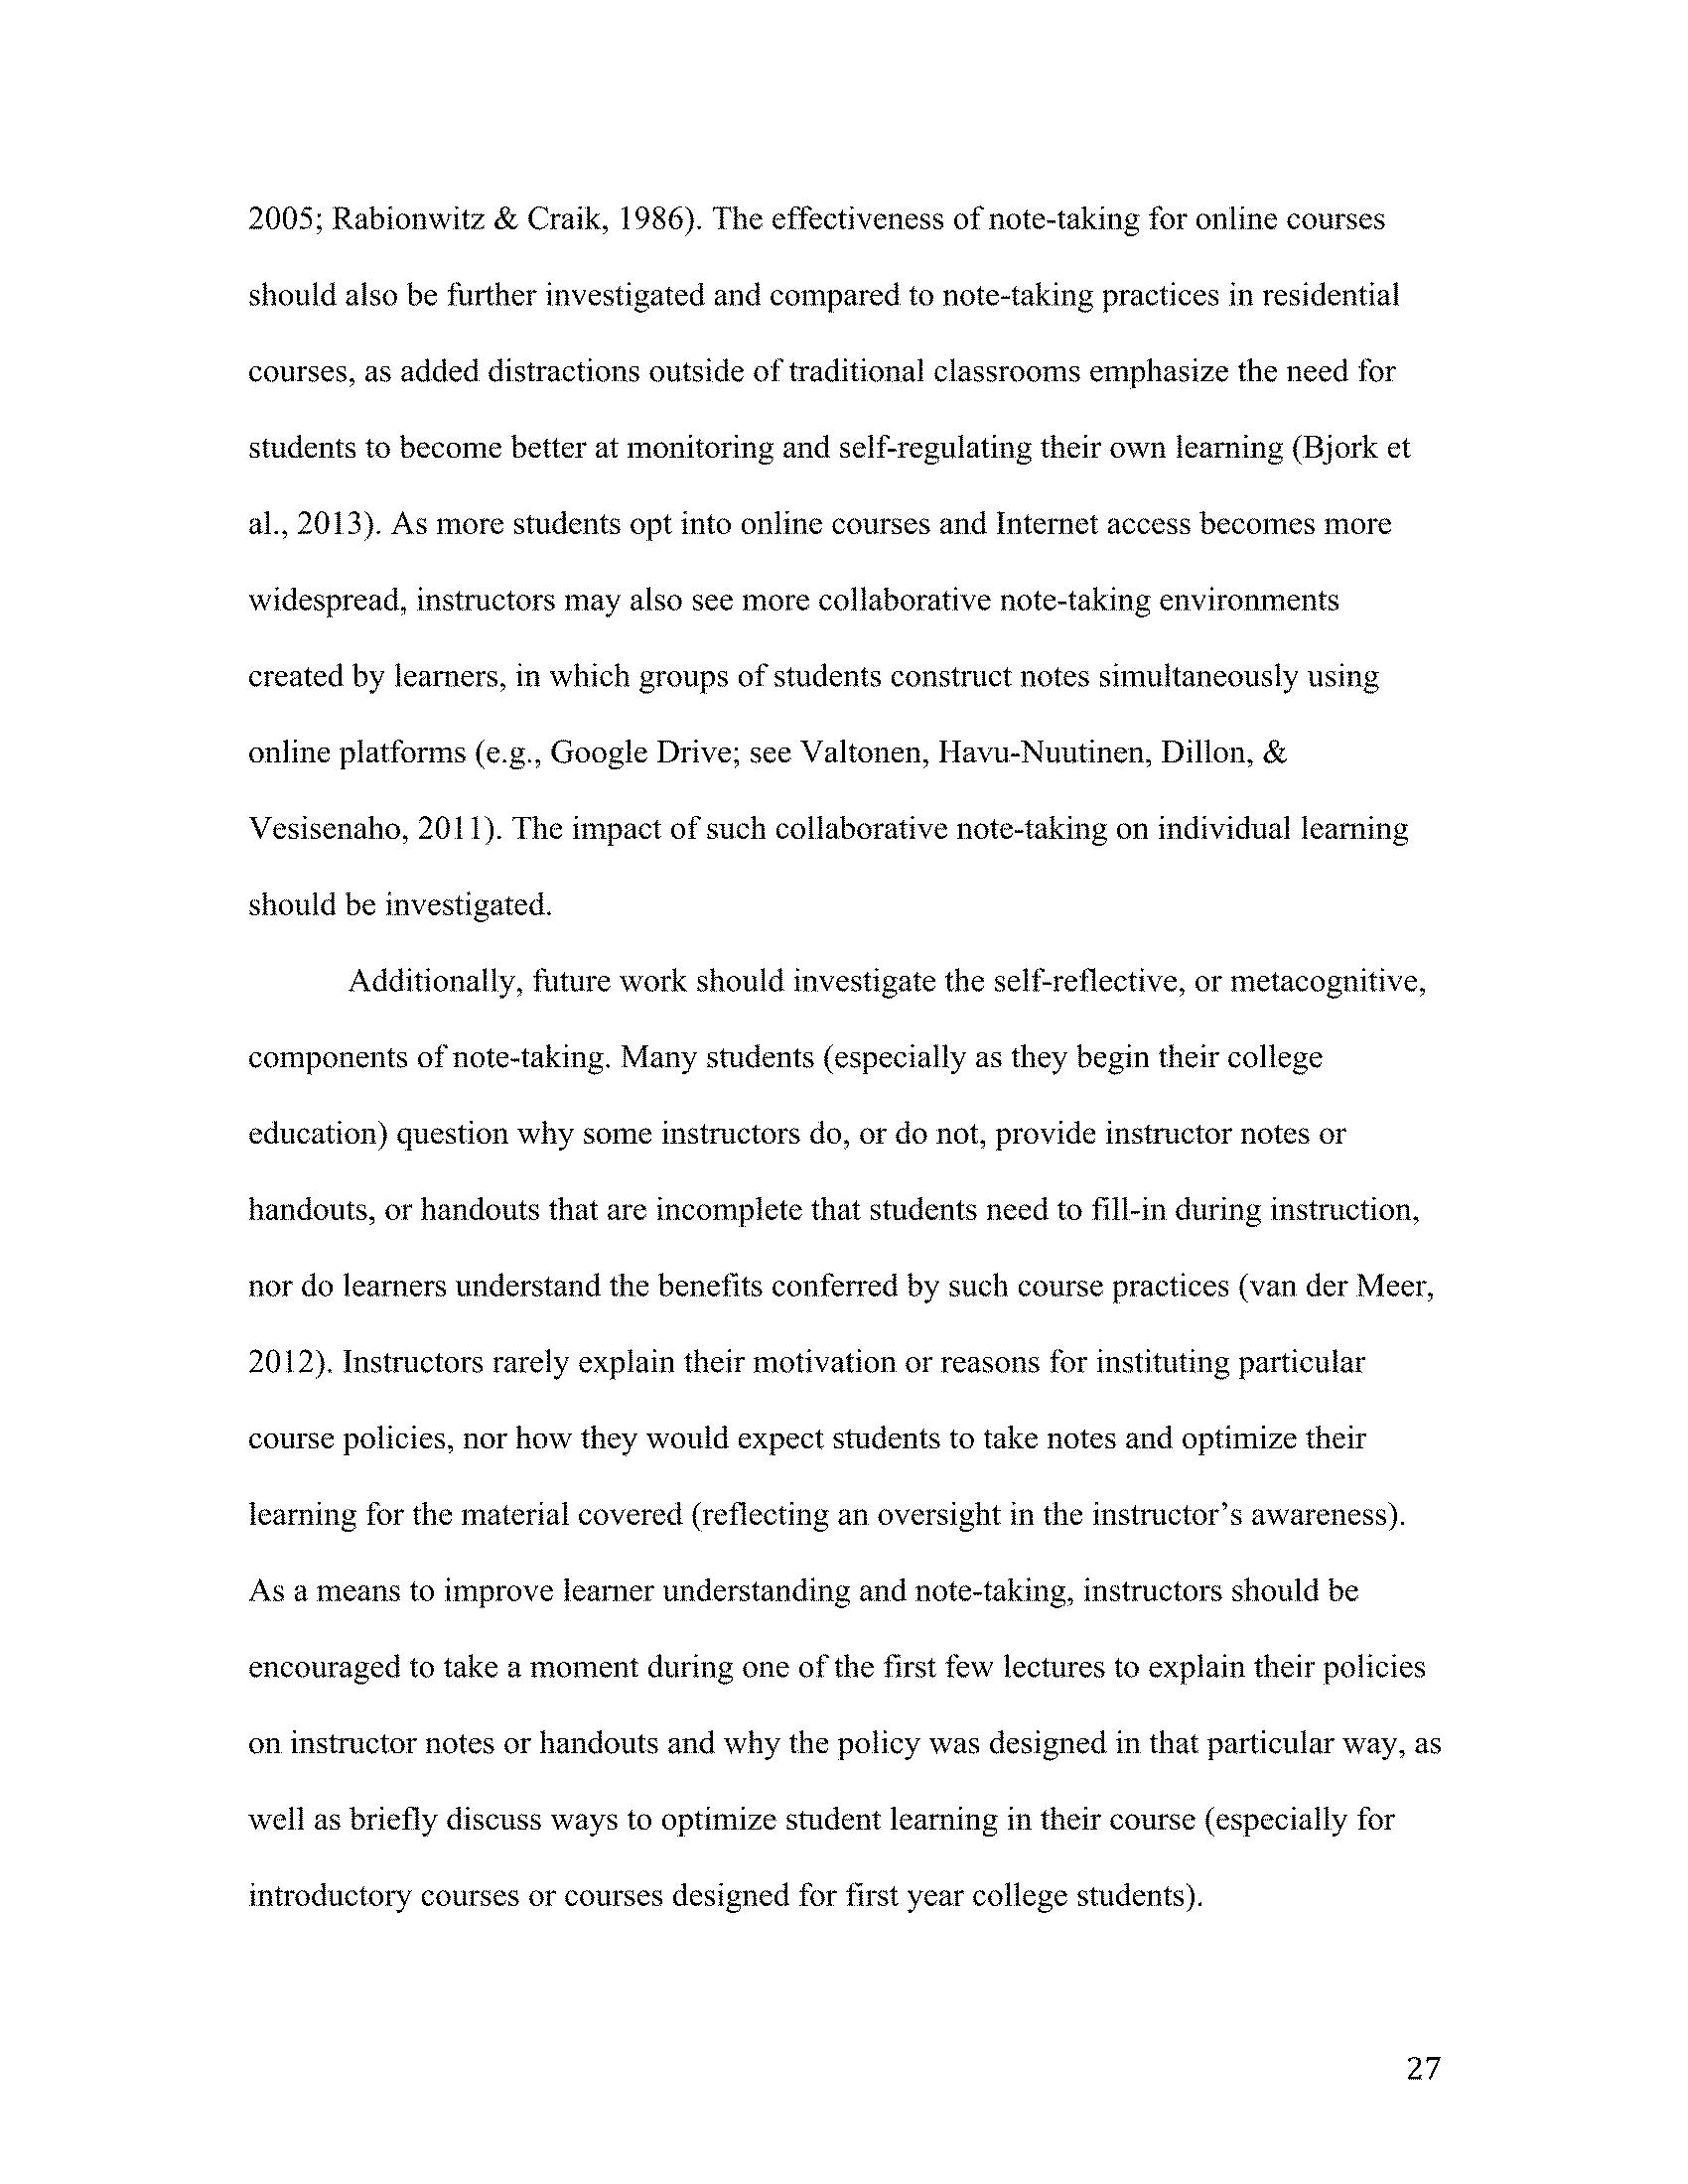 2005; Rabionwitz & Craik, 1986). The effectiveness of note-taking for online courses
should also be further investigated and compared to note-taking practices in residential
courses, as added distractions outside of traditional classrooms emphasize the need for
students to become better at monitoring and self-regulating their own learning (Bjork et
al., 2013). As more students opt into online courses and Internet access becomes more
widespread, instructors may also see more collaborative note-taking environments
created by learners, in which groups of students construct notes simultaneously using
online platforms (e.g., Google Drive; see Valtonen, Havu-Nuutinen, Dillon, &
Vesisenaho, 2011). The impact of such collaborative note-taking on individual learning
should be investigated.
Additionally, future work should investigate the self-reflective, or metacognitive,
components of note-taking. Many students (especially as they begin their college
education) question why some instructors do, or do not, provide instructor notes or
handouts, or handouts that are incomplete that students need to fill-in during instruction,
nor do learners understand the benefits conferred by such course practices (van der Meer,
2012). Instructors rarely explain their motivation or reasons for instituting particular
course policies, nor how they would expect students to take notes and optimize their
learning for the material covered (reflecting an oversight in the instructor's awareness).
As a means to improve learner understanding and note-taking, instructors should be
encouraged to take a moment during one of the first few lectures to explain their policies
on instructor notes or handouts and why the policy was designed in that particular way, as
well as briefly discuss ways to optimize student learning in their course (especially for
introductory courses or courses designed for first year college students).
27